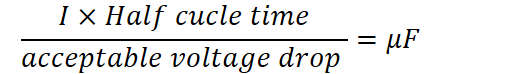 I × Half cucle time
acceptable voltage drop = μF